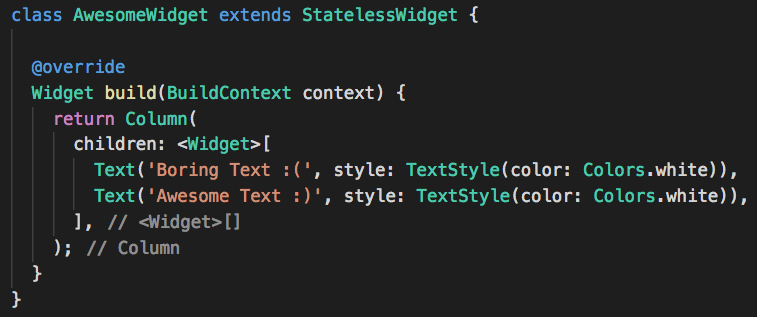 class AwesomeWidget extends StatelessWidget {
@override
Widget build(BuildContext context) {
return Column(
children: <Widget>[
Text('Boring Text :(', style: TextStyle(color: Colors.white)),
Text('Awesome Text :)', style: TextStyle(color: Colors.white)),
], // <Widget>[]
); // Column
}
}